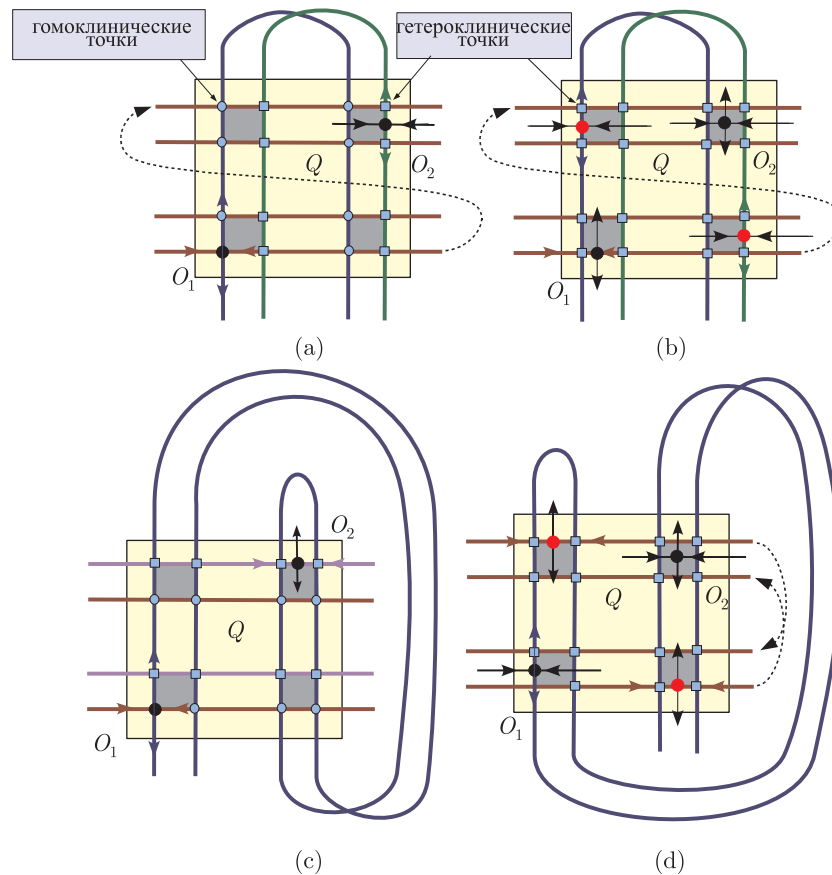 гомоклинические
точки
гетероклинические
точки
Q
O₂
O₁
(a)
Q
O₂
O₁
(b)
O₂
Q
O₁
(c)
Q
O₂
O₁
(d)